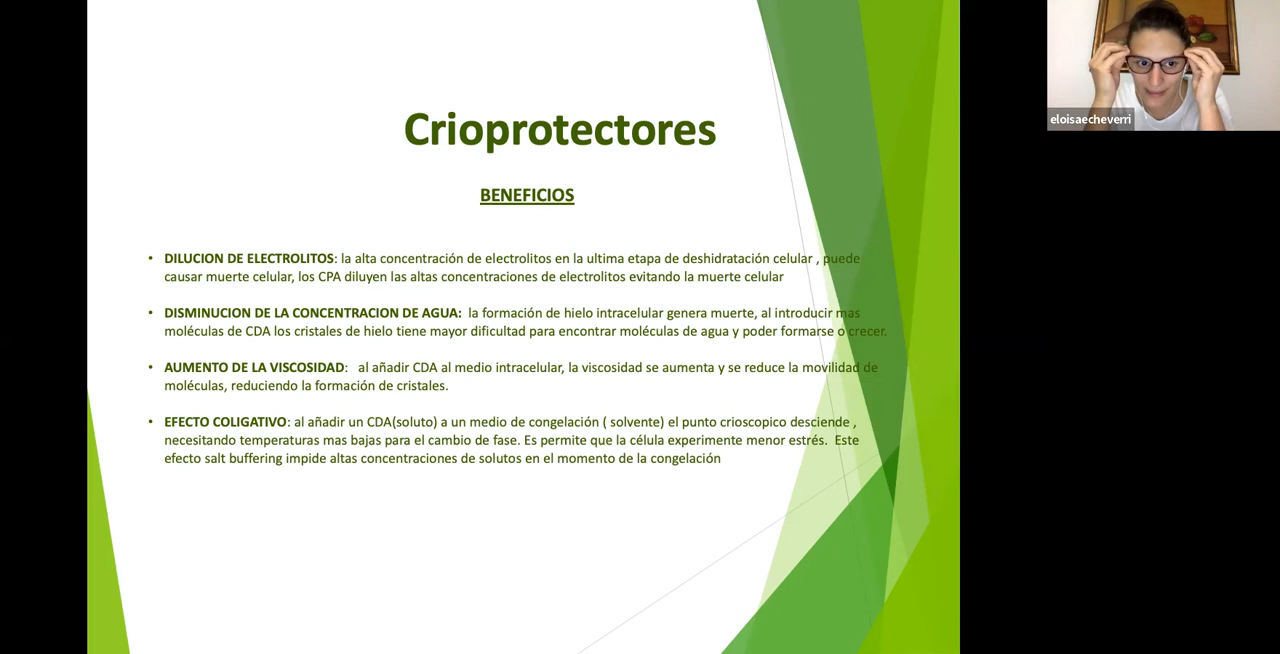 Crioprotectores
BENEFICIOS
• DILUCION DE ELECTROLITOS: la alta concentración de electrolitos en la ultima etapa de deshidratación celular , puede
causar muerte celular, los CPA diluyen las altas concentraciones de electrolitos evitando la muerte celular
• DISMINUCION DE LA CONCENTRACION DE AGUA: la formación de hielo intracelular genera muerte, al introducir mas
moléculas de CDA los cristales de hielo tiene mayor dificultad para encontrar moléculas de agua y poder formarse o crecer.
• AUMENTO DE LA VISCOSIDAD: al añadir CDA al medio intracelular, la viscosidad se aumenta y se reduce la movilidad de
moléculas, reduciendo la formación de cristales.
• EFECTO COLIGATIVO: al añadir un CDA(soluto) a un medio de congelación ( solvente) el punto crioscopico desciende ,
necesitando temperaturas mas bajas para el cambio de fase. Es permite que la célula experimente menor estrés. Este
efecto salt buffering impide altas concentraciones de solutos en el momento de la congelación
eloisaecheverri